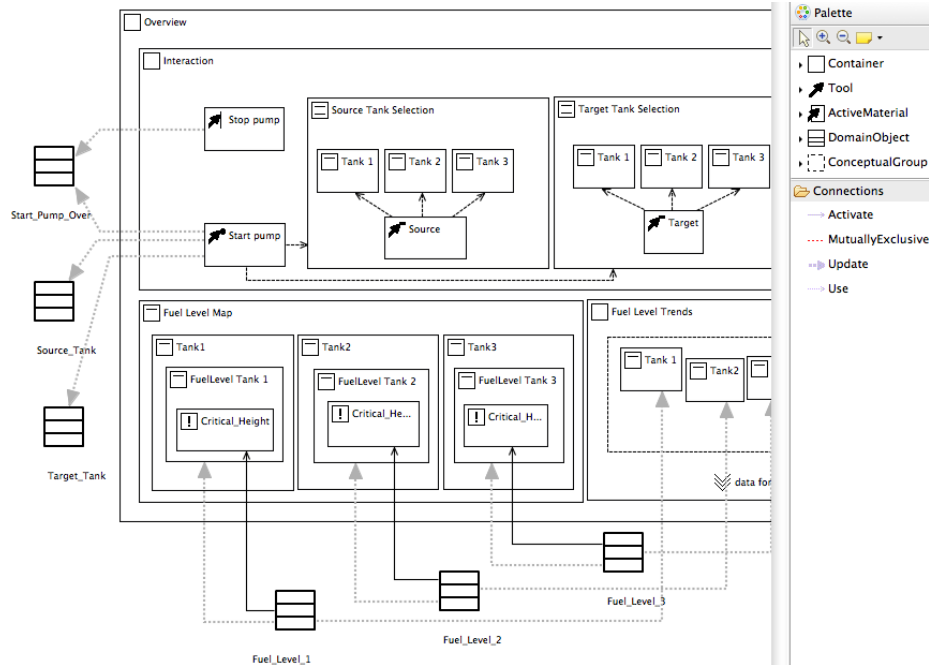 Overview
Interaction
Stop pump
Source Tank Selection
Target Tank Selection
Tank 1
Tank 2
Tank 3
Tank 1
Tank 2
Tank 3
Start_Pump_Over
Start pump
Source
Target
Source_Tank
Target_Tank
Fuel Level Map
Fuel Level Trends
Tank1
Tank2
Tank3
Tank 1
Tank2
FuelLevel Tank 1
FuelLevel Tank 2
FuelLevel Tank 3
Critical_Height
Critical_He...
Critical_H...
data for
Fuel_Level_1
Fuel_Level_2
Fuel_Level_3
Palette
Container
Tool
ActiveMaterial
DomainObject
ConceptualGroup
Connections
Activate
MutuallyExclusive
Update
Use